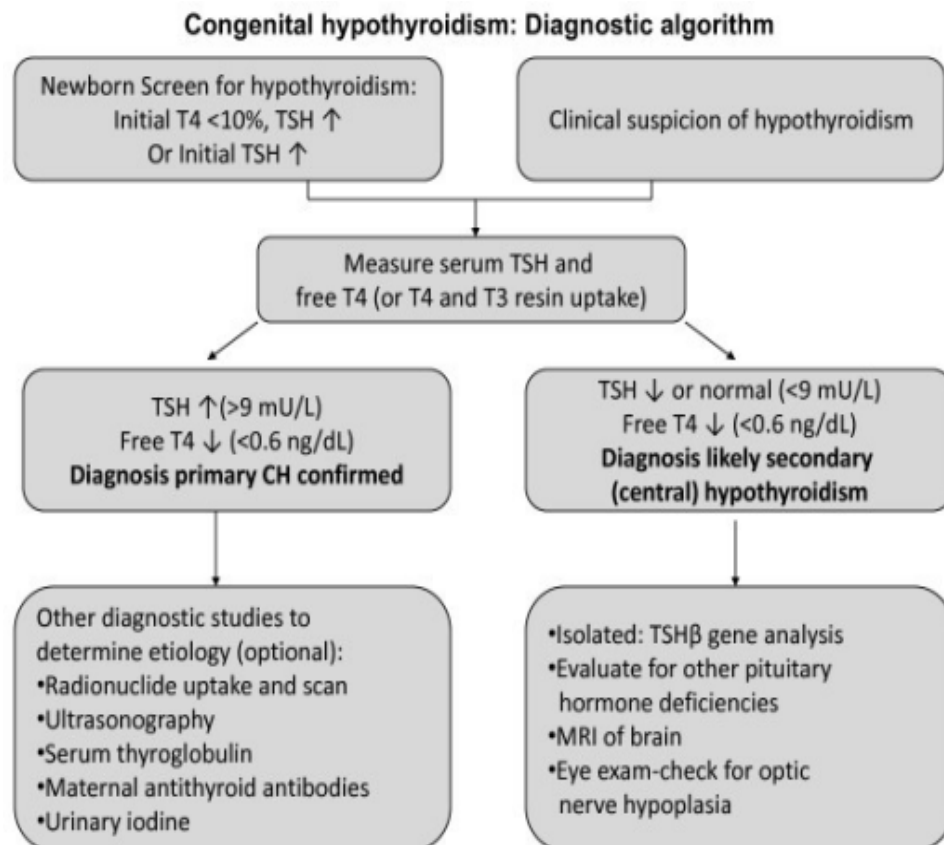 Congenital hypothyroidism: Diagnostic algorithm
Newborn Screen for hypothyroidism:
Initial T4 <10%, TSH ↑
Or Initial TSH ↑
Clinical suspicion of hypothyroidism
Measure serum TSH and
free T4 (or T4 and T3 resin uptake)
TSH ↑(>9 mU/L)
Free T4 ↓ (<0.6 ng/dL)
Diagnosis primary CH confirmed
TSH ↓ or normal (<9 mU/L)
Free T4 ↓ (<0.6 ng/dL)
Diagnosis likely secondary
(central) hypothyroidism
Other diagnostic studies to
determine etiology (optional):
•Radionuclide uptake and scan
•Ultrasonography
•Serum thyroglobulin
•Maternal antithyroid antibodies
•Urinary iodine
•Isolated: TSHβ gene analysis
•Evaluate for other pituitary
hormone deficiencies
•MRI of brain
•Eye exam-check for optic
nerve hypoplasia